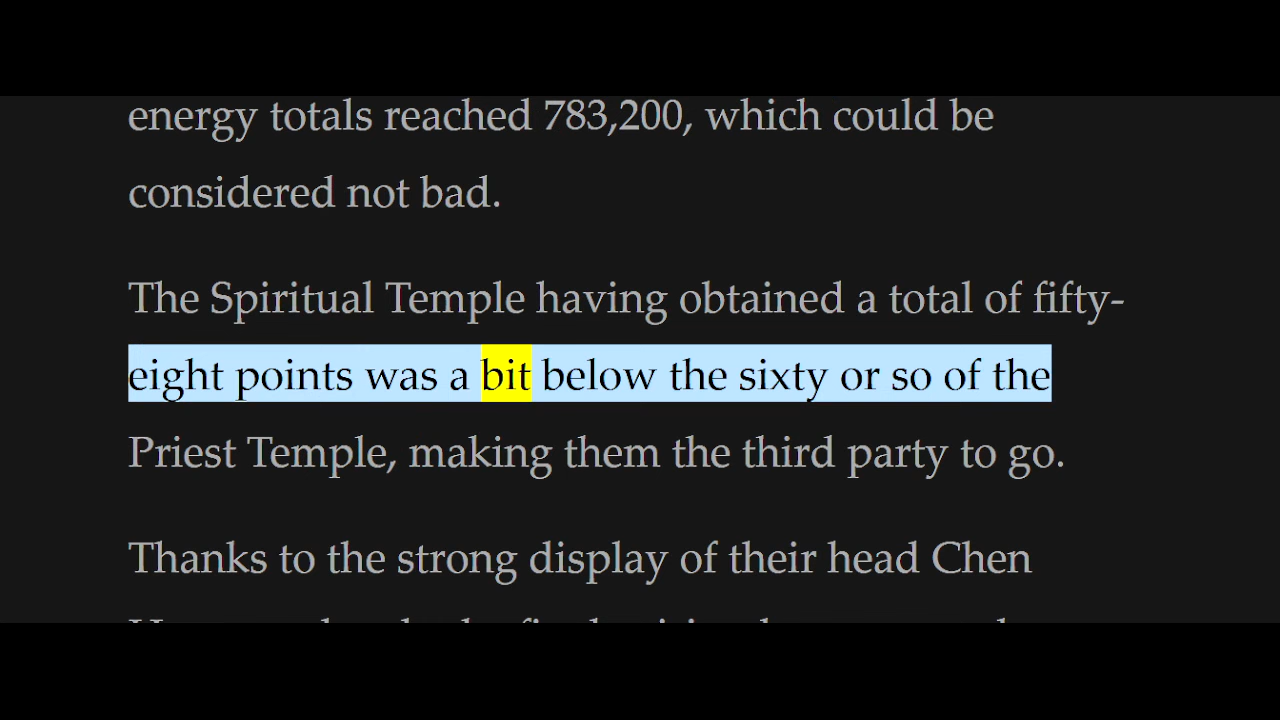 energy totals reached 783,200, which could be
considered not bad.
The Spiritual Temple having obtained a total of fifty-
eight points was a bit below the sixty or so of the
Priest Temple, making them the third party to go.
Thanks to the strong display of their head Chen